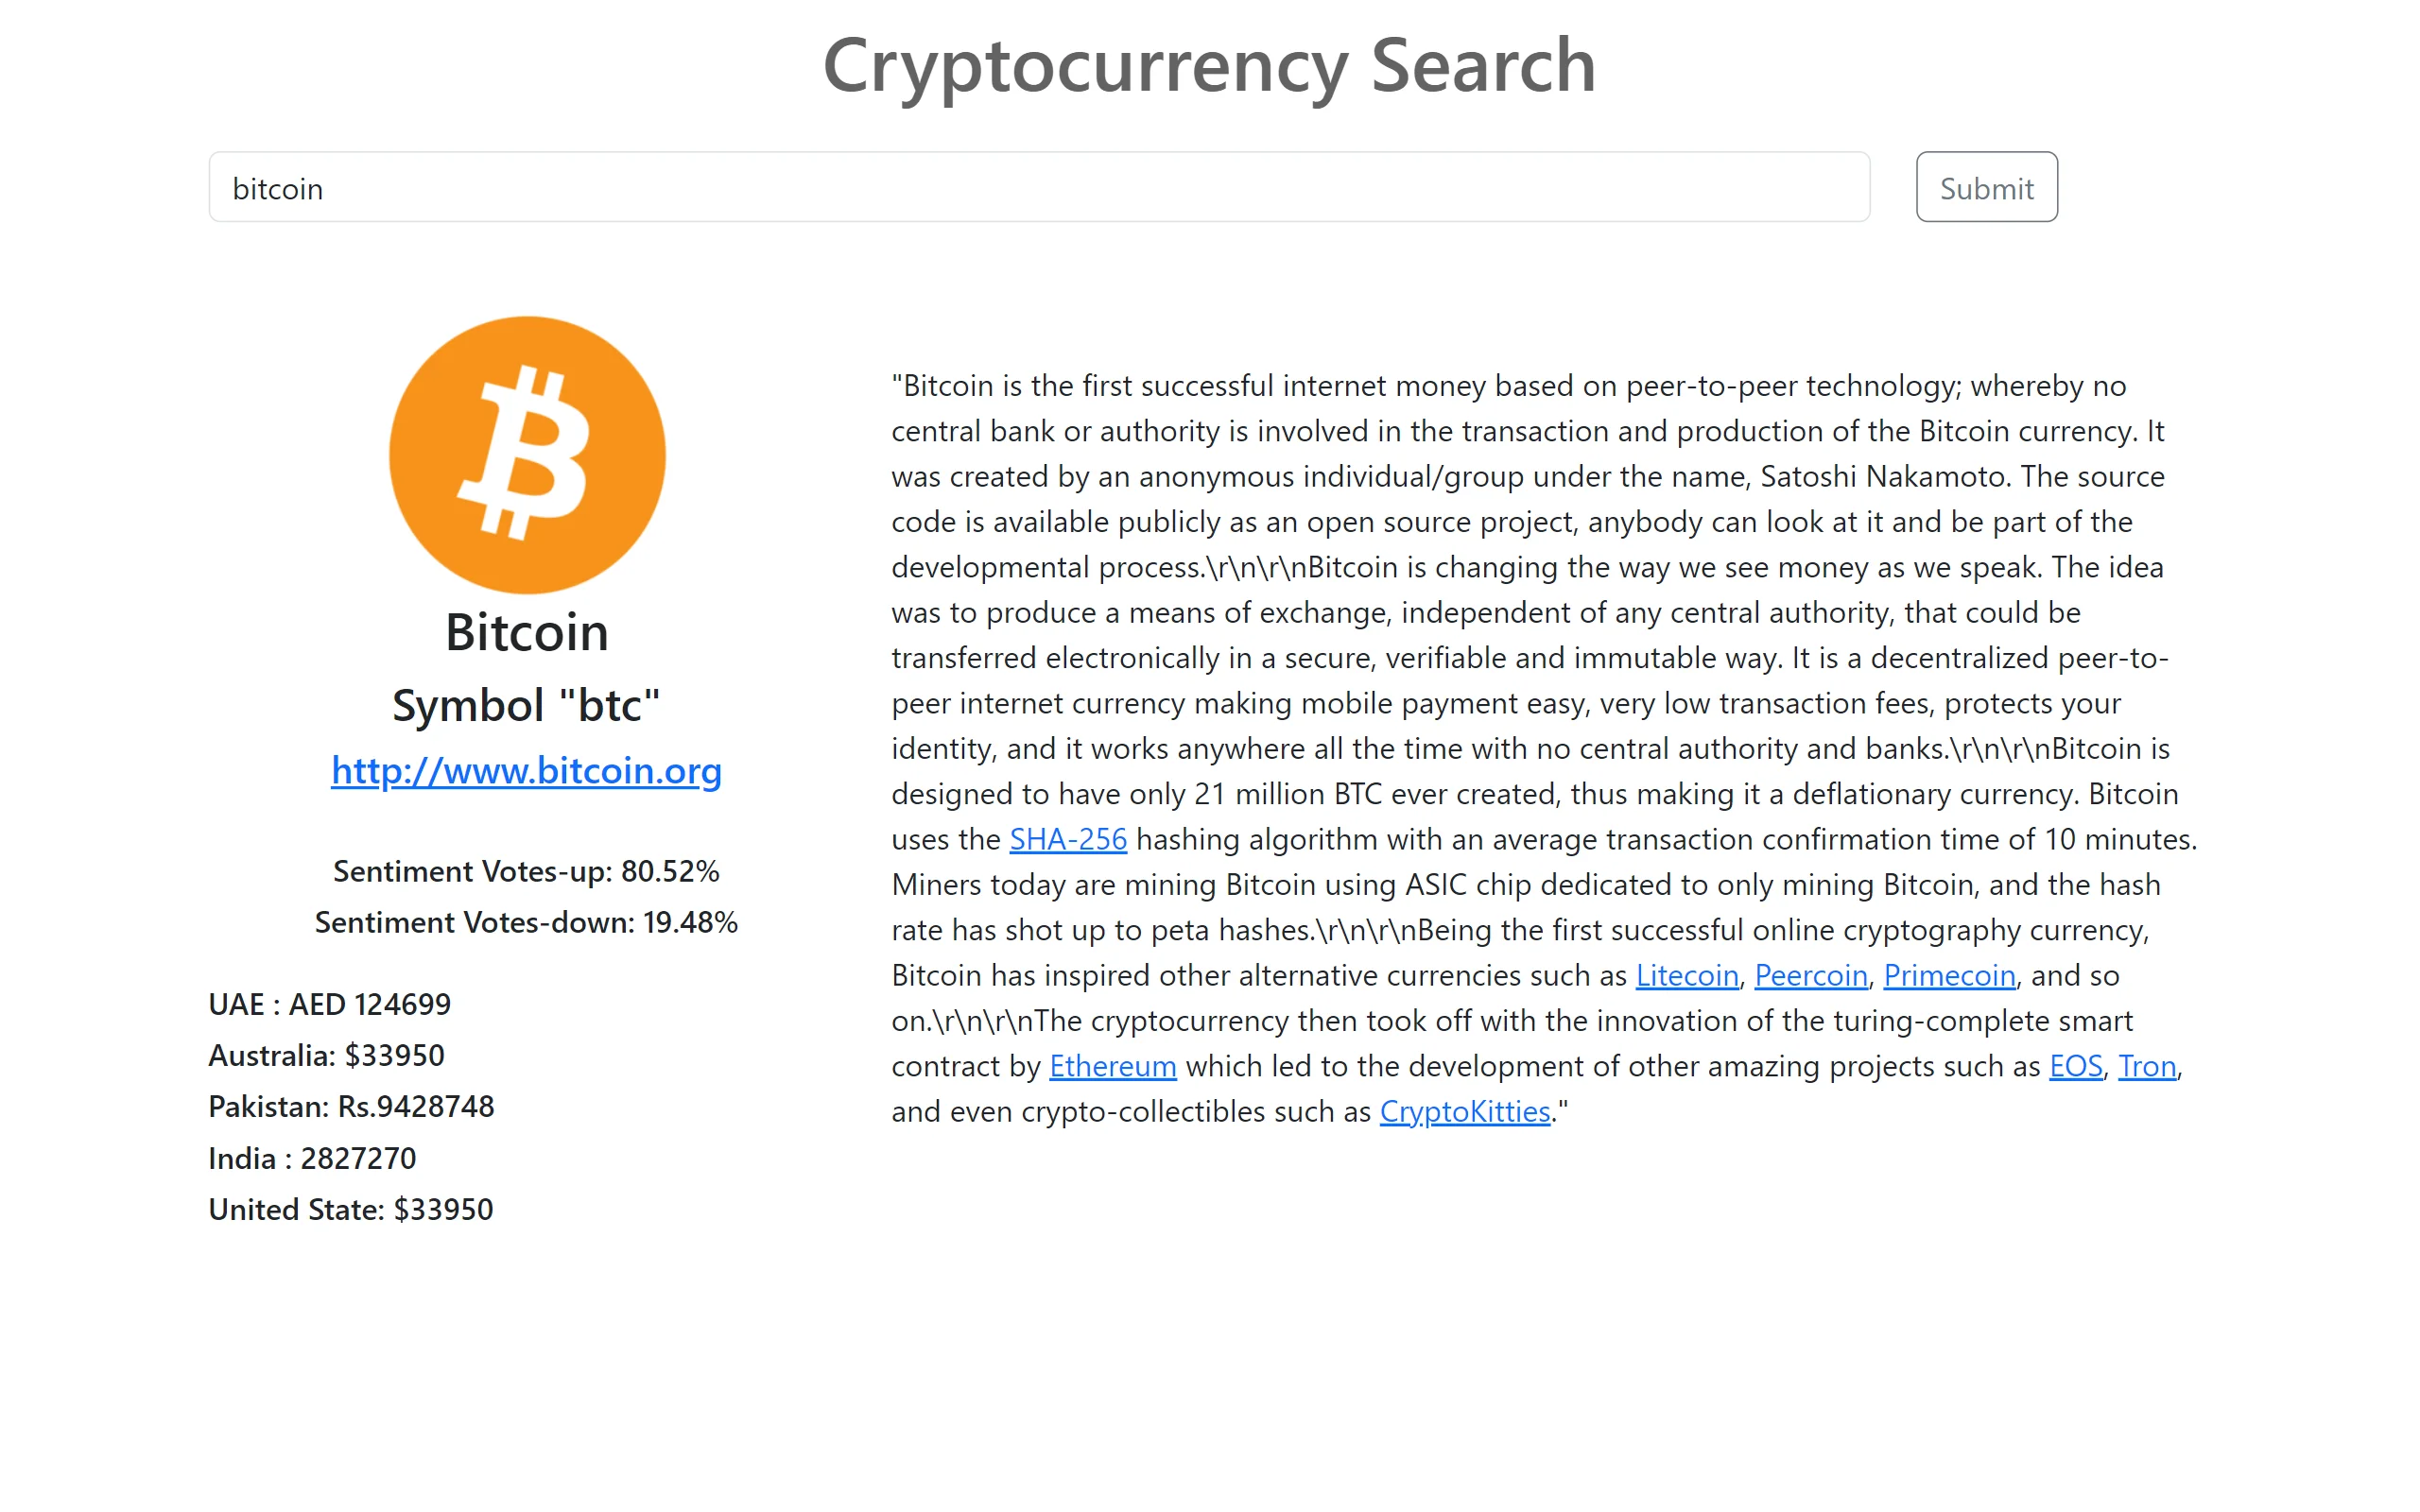 Cryptocurrency Search
bitcoin
Submit
Bitcoin
Symbol "btc"
http://www.bitcoin.org
Sentiment Votes-up: 80.52%
Sentiment Votes-down: 19.48%
UAE : AED 124699
Australia: $33950
Pakistan: Rs.9428748
India : 2827270
United State: $33950
"Bitcoin is the first successful internet money based on peer-to-peer technology; whereby no
central bank or authority is involved in the transaction and production of the Bitcoin currency. It
was created by an anonymous individual/group under the name, Satoshi Nakamoto. The source
code is available publicly as an open source project, anybody can look at it and be part of the
developmental process.\r\n\r\nBitcoin is changing the way we see money as we speak. The idea
was to produce a means of exchange, independent of any central authority, that could be
transferred electronically in a secure, verifiable and immutable way. It is a decentralized peer-to-
peer internet currency making mobile payment easy, very low transaction fees, protects your
identity, and it works anywhere all the time with no central authority and banks.\r\n\r\nBitcoin is
designed to have only 21 million BTC ever created, thus making it a deflationary currency. Bitcoin
uses the SHA-256 hashing algorithm with an average transaction confirmation time of 10 minutes.
Miners today are mining Bitcoin using ASIC chip dedicated to only mining Bitcoin, and the hash
rate has shot up to peta hashes.\r\n\r\nBeing the first successful online cryptography currency,
Bitcoin has inspired other alternative currencies such as Litecoin, Peercoin, Primecoin, and so
on.\r\n\r\nThe cryptocurrency then took off with the innovation of the turing-complete smart
contract by Ethereum which led to the development of other amazing projects such as EOS, Tron,
and even crypto-collectibles such as CryptoKitties."